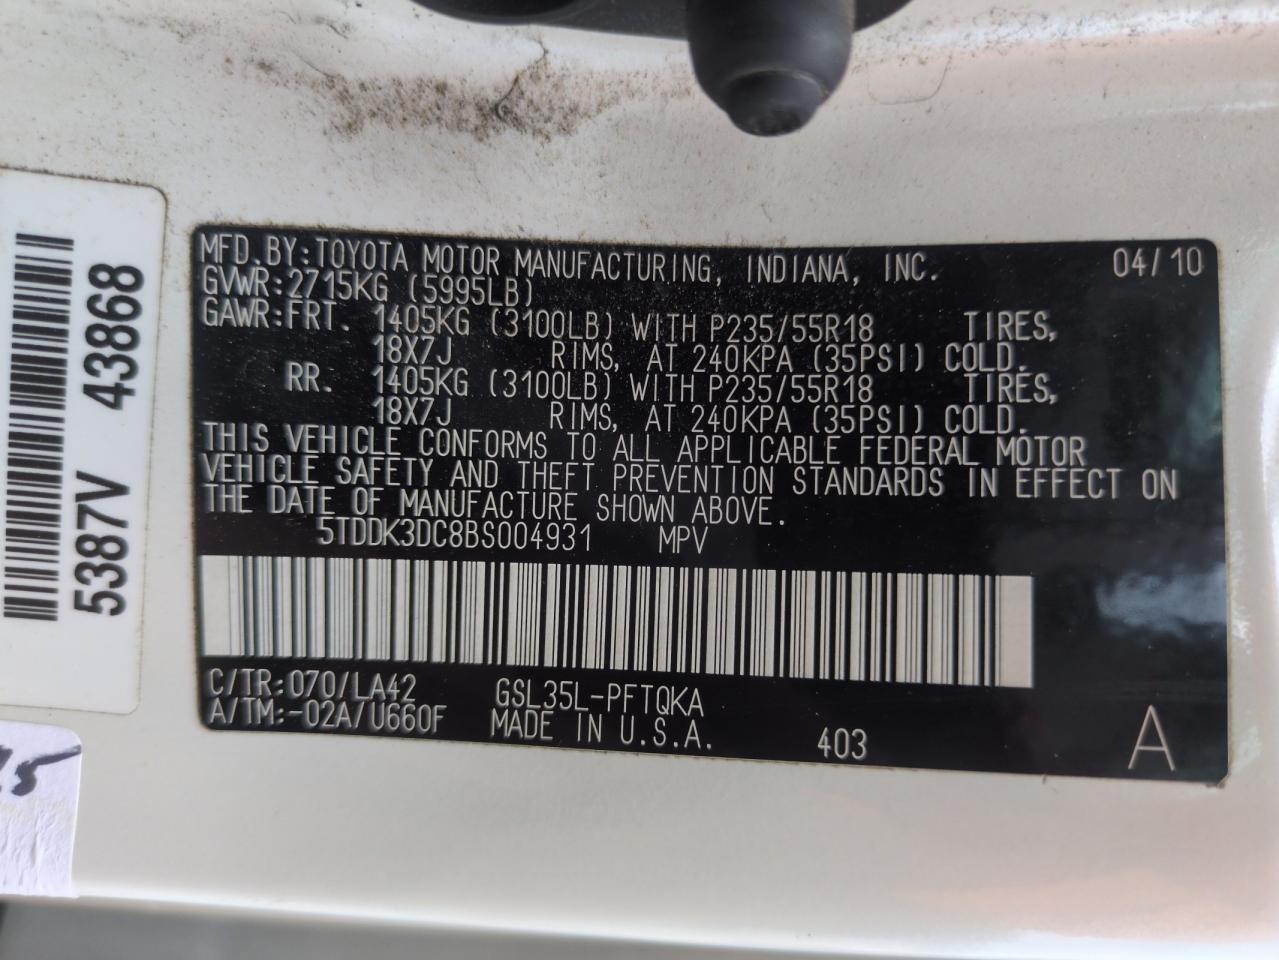 MFD.BY:TOYOTA MOTOR MANUFACTURING, INDIANA, INC. 04/10
GVWR:2715KG (5995LB)
GAWR:FRT. 1405KG (3100LB) WITH P235/55R18 TIRES,
18X7J RIMS, AT 240KPA (35PSI) COLD.
RR. 1405KG (3100LB) WITH P235/55R18 TIRES,
18X7J RIMS, AT 240KPA (35PSI) COLD.
THIS VEHICLE CONFORMS TO ALL APPLICABLE FEDERAL MOTOR
VEHICLE SAFETY AND THEFT PREVENTION STANDARDS IN EFFECT ON
THE DATE OF MANUFACTURE SHOWN ABOVE.
5TDDK3DC8BS004931 MPV
C/TR:070/LA42 GSL35L-PFTQKA
A/TM:-02A/U660F MADE IN U.S.A. 403 A
5387V 43868